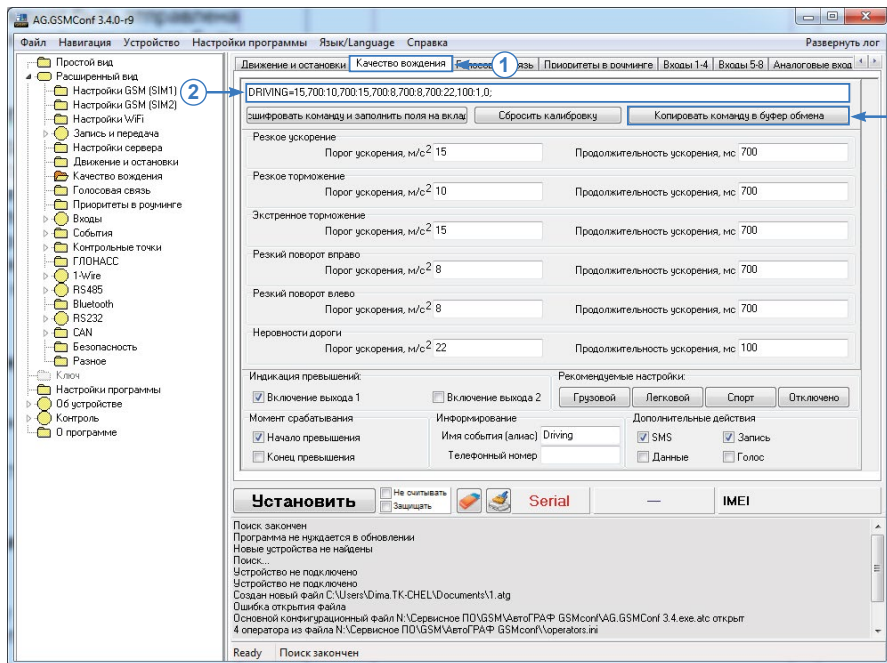 AG.GSMConf 3.4.0-r9
Файл Навигация Устройство Настройки программы Язык/Language Справка Развернуть лог
Простой вид
Расширенный вид
Настройки GSM (SIM1)
Настройки GSM (SIM2)
Настройки WiFi
Запись и передача
Настройки сервера
Движение и остановки
Качество вождения
Голосовая связь
Приоритеты в роуминге
Входы
События
Контрольные точки
ГЛОНАСС
1-Wire
RS485
Bluetooth
RS232
CAN
Безопасность
Разное
Ключ
Настройки программы
Об устройстве
Контроль
О программе
Движение и остановки Качество вождения Приоритеты в роуминге Входы 1-4 Входы 5-8 Аналоговые вход
1
2
DRIVING=15,700:10,700:15,700:8,700:8,700:22,100:1,0;
сшифровать команду и заполнить поля на вклад Сбросить калибровку Копировать команду в буфер обмена
Резкое ускорение
Порог ускорения, м/с2 15 Продолжительность ускорения, мс 700
Резкое торможение
Порог ускорения, м/с2 10 Продолжительность ускорения, мс 700
Экстренное торможение
Порог ускорения, м/с2 15 Продолжительность ускорения, мс 700
Резкий поворот вправо
Порог ускорения, м/с2 8 Продолжительность ускорения, мс 700
Резкий поворот влево
Порог ускорения, м/с2 8 Продолжительность ускорения, мс 700
Неровности дороги
Порог ускорения, м/с2 22 Продолжительность ускорения, мс 100
Индикация превышений: Рекомендуемые настройки:
Включение выхода 1 Включение выхода 2 Грузовой Легковой Спорт Отключено
Момент срабатывания Информирование Дополнительные действия
Начало превышения Имя события (алиас) Driving SMS Запись
Конец превышения Телефонный номер Данные Голос
Установить Не считывать Защищать Serial — IMEI
Поиск закончен
Программа не нуждается в обновлении
Новые устройства не найдены
Поиск...
Устройство не подключено
Устройство не подключено
Создан новый файл C:\Users\Dima.TK-CHEL\Documents\1.atg
Ошибка открытия файла
Основной конфигурационный файл N:\Сервисное ПО\GSM\АвтоГРАФ GSMconf\AG.GSMConf 3.4.exe.atc открыт
4 оператора из файла N:\Сервисное ПО\GSM\АвтоГРАФ GSMconf\\operators.ini
Ready Поиск закончен